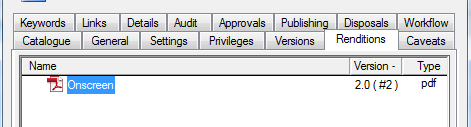 Keywords Links Details Audit Approvals Publishing Disposals Workflow
Catalogue General Settings Privileges Versions Renditions Caveats
Name Version - Type
Onscreen 2.0 ( #2 ) pdf